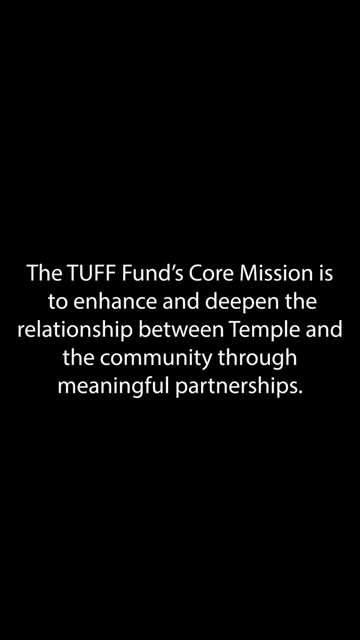 The TUFF Fund's Core Mission is
to enhance and deepen the
relationship between Temple and
the community through
meaningful partnerships.